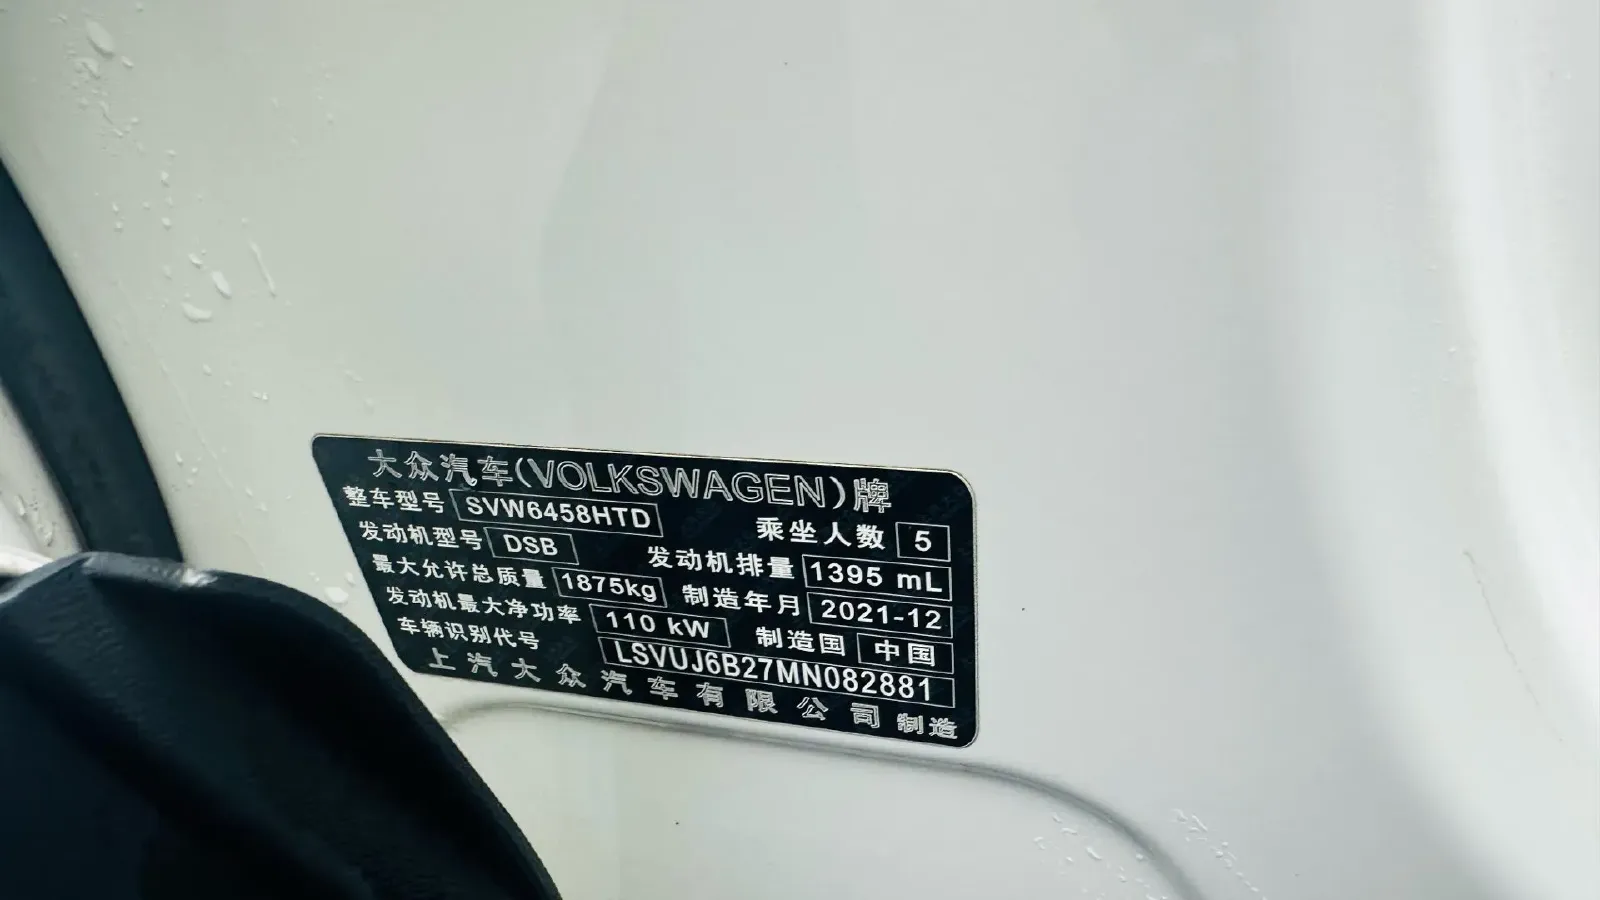 大众汽车(VOLKSWAGEN)牌
整车型号 SVW6458HTD 乘坐人数 5
发动机型号 DSB 发动机排量 1395 mL
最大允许总质量 1875kg 制造年月 2021-12
发动机最大净功率 110 kW 制造国 中国
车辆识别代号 LSVUJ6B27MN082881
上汽大众汽车有限公司 制造